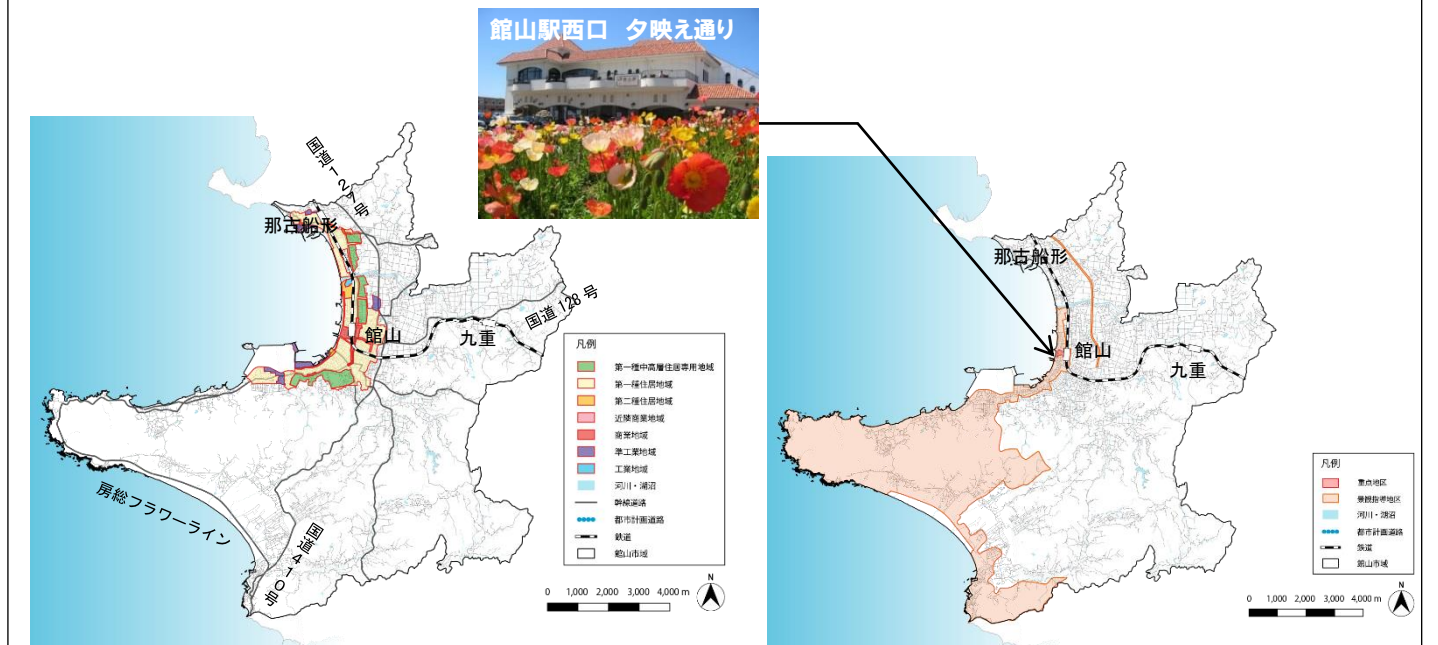 館山駅西口 夕映え通り
国道127号
那古船形
館山
九重
国道128号
房総フラワーライン
国道410号
凡例
第一種中高層住居専用地域
第一種住居地域
第二種住居地域
近隣商業地域
商業地域
準工業地域
工業地域
河川・湖沼
幹線道路
都市計画道路
鉄道
館山市域
0 1,000 2,000 3,000 4,000 m
N
那古船形
館山
九重
凡例
重点地区
景観指導地区
河川・湖沼
都市計画道路
鉄道
館山市域
0 1,000 2,000 3,000 4,000 m
N